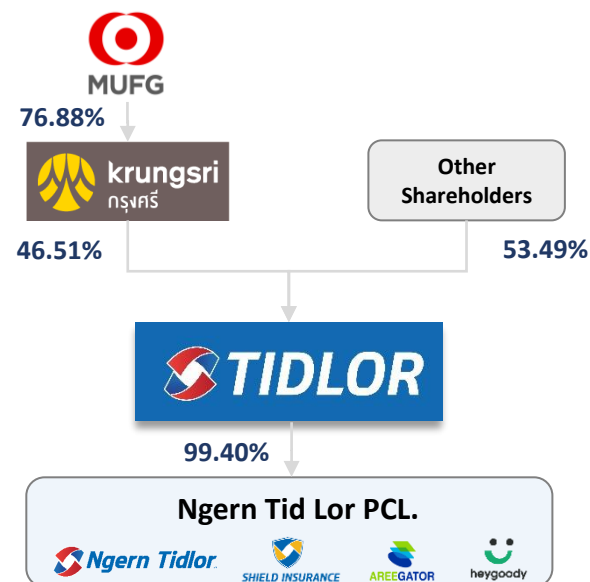 MUFG
76.88%
krungsri
กรุงศรี
Other
Shareholders
46.51%
53.49%
TIDLOR
99.40%
Ngern Tid Lor PCL.
Ngern Tidlor
SHIELD INSURANCE
AREEGATOR
heygoody